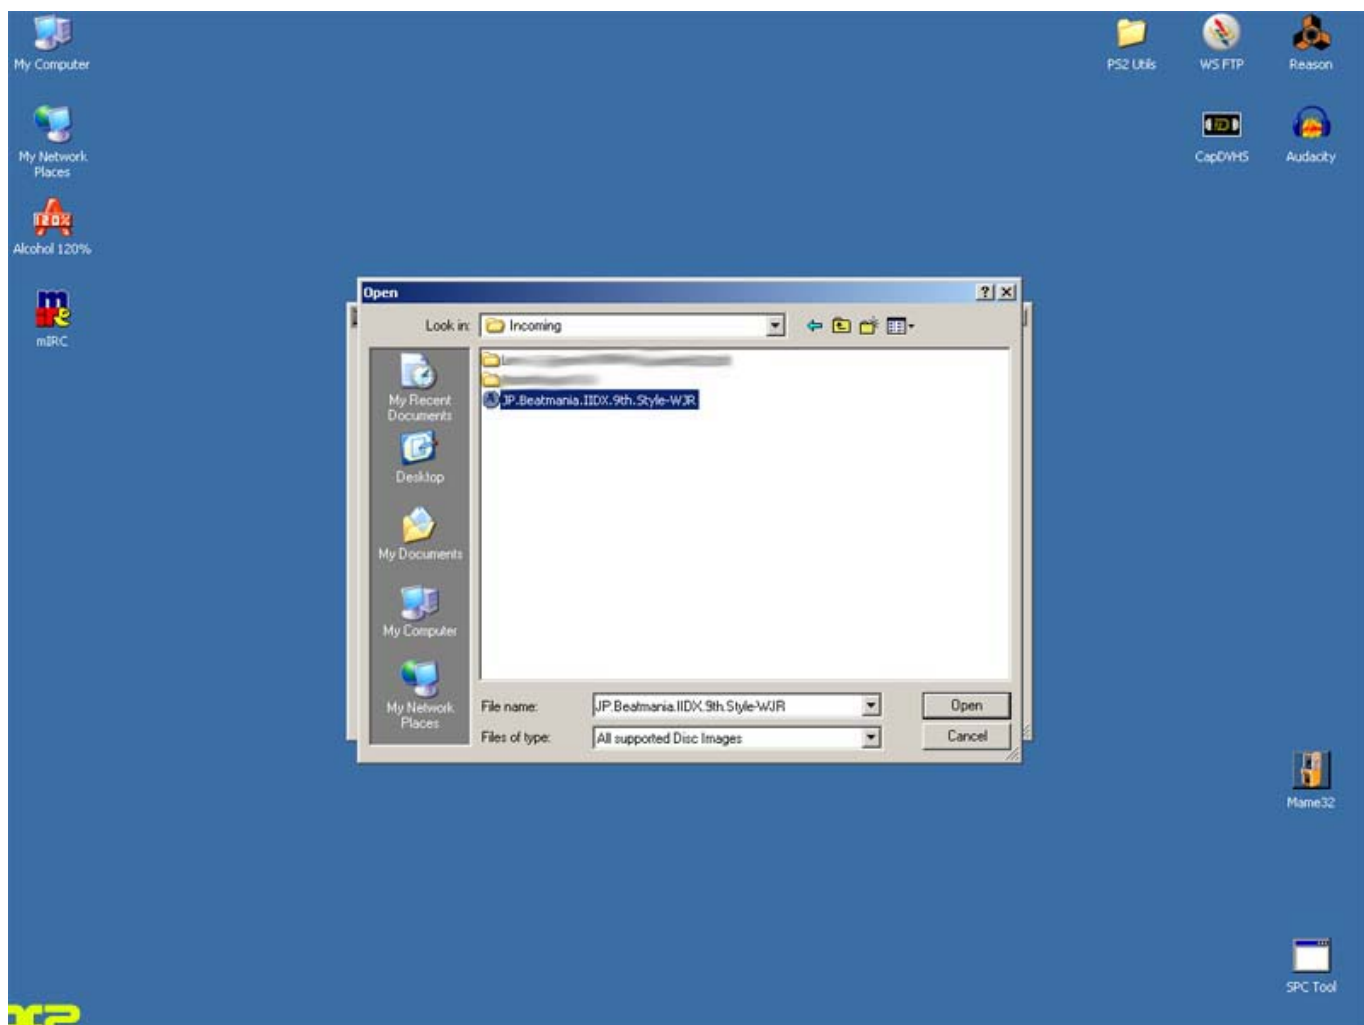 My Computer
PS2 Utils
WS FTP
Reason
My Network
Places
CapDVHS
Audacity
Alcohol 120%
mIRC
Open
Look in:
Incoming
JP.Beatmania.IIDX.9th.Style-WJR
My Recent
Documents
Desktop
My Documents
My Computer
My Network
Places
File name:
JP.Beatmania.IIDX.9th.Style-WJR
Open
Files of type:
All supported Disc Images
Cancel
Mame32
SPC Tool